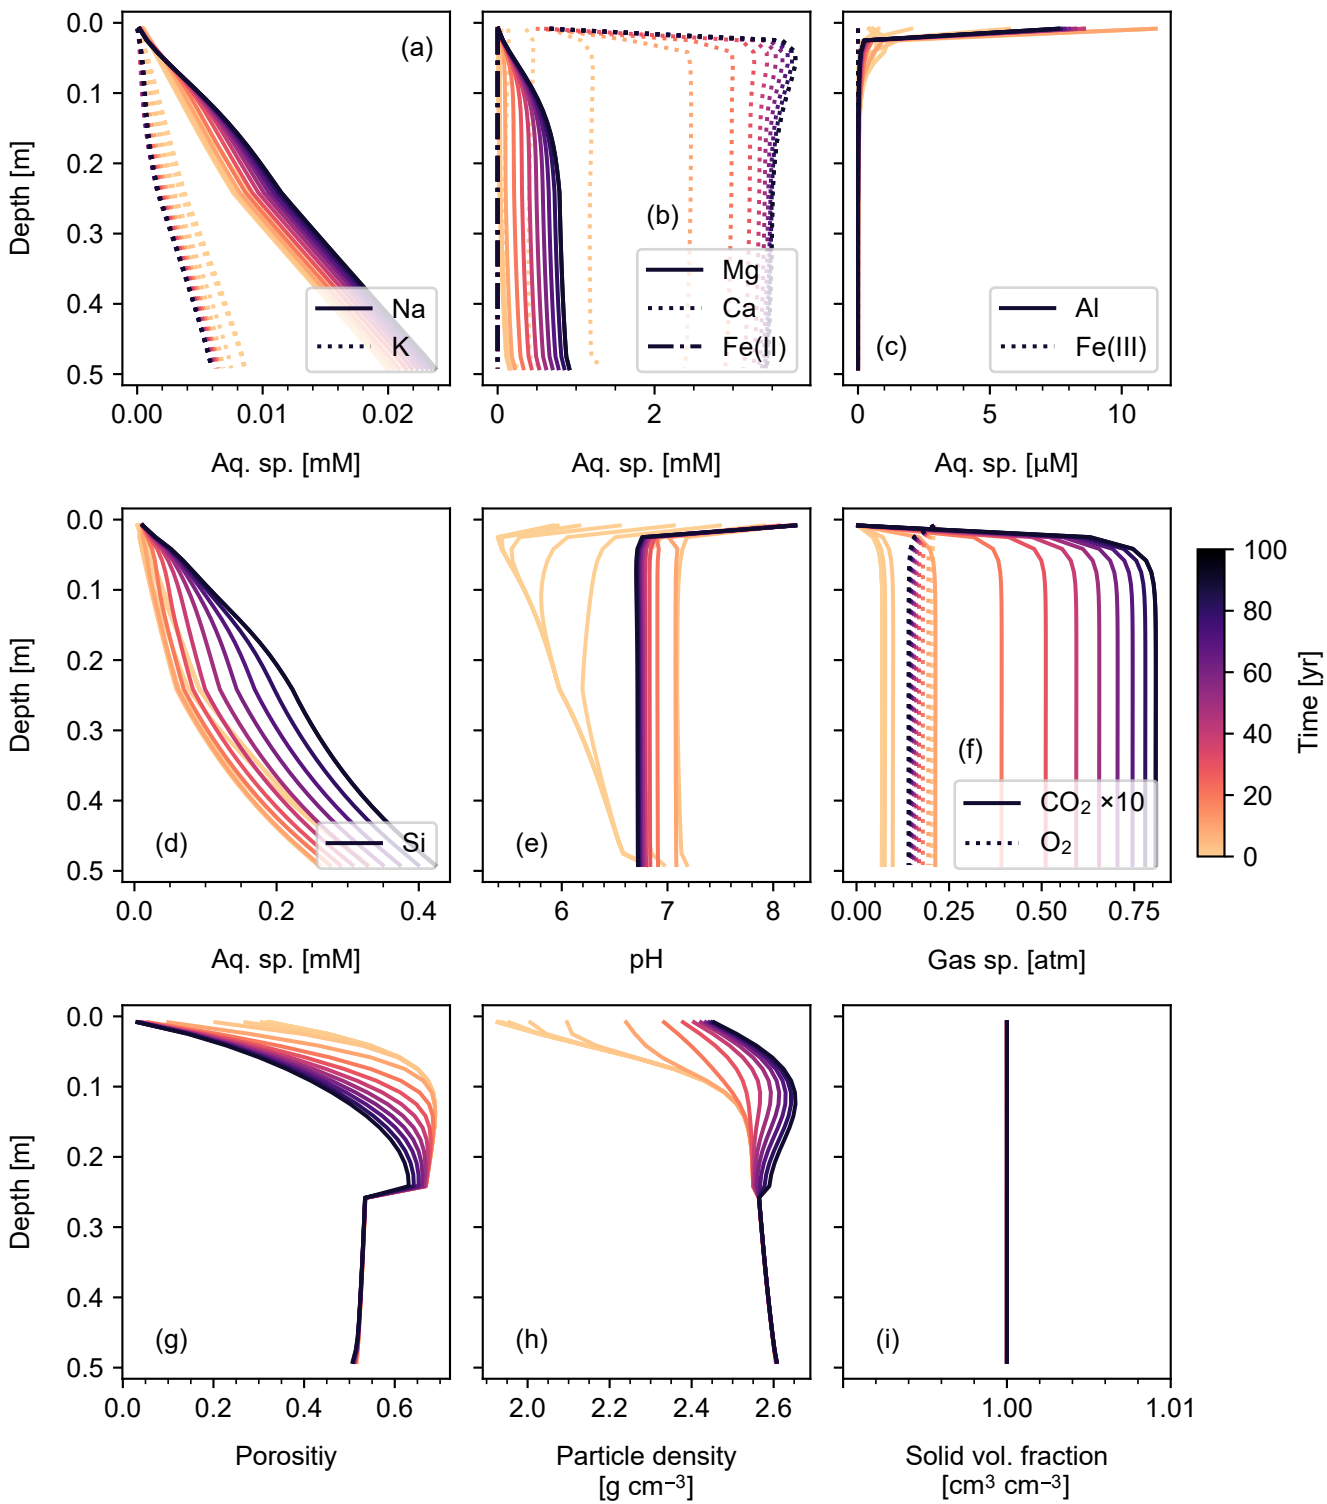 0.0
0.1
0.2
0.3
0.4
0.5
Depth [m]
(a)
Na
K
0.00
0.01
0.02
Aq. sp. [mM]
(b)
Mg
Ca
Fe(II)
0
2
Aq. sp. [mM]
(c)
Al
Fe(III)
0
5
10
Aq. sp. [µM]
0.0
0.1
0.2
0.3
0.4
0.5
Depth [m]
(d)
Si
0.0
0.2
0.4
Aq. sp. [mM]
(e)
6
7
8
pH
(f)
CO₂ ×10
O₂
0.00
0.25
0.50
0.75
Gas sp. [atm]
100
80
60
40
20
0
Time [yr]
0.0
0.1
0.2
0.3
0.4
0.5
Depth [m]
(g)
0.0
0.2
0.4
0.6
Porositiy
(h)
2.0
2.2
2.4
2.6
Particle density
[g cm⁻³]
(i)
1.00
1.01
Solid vol. fraction
[cm³ cm⁻³]